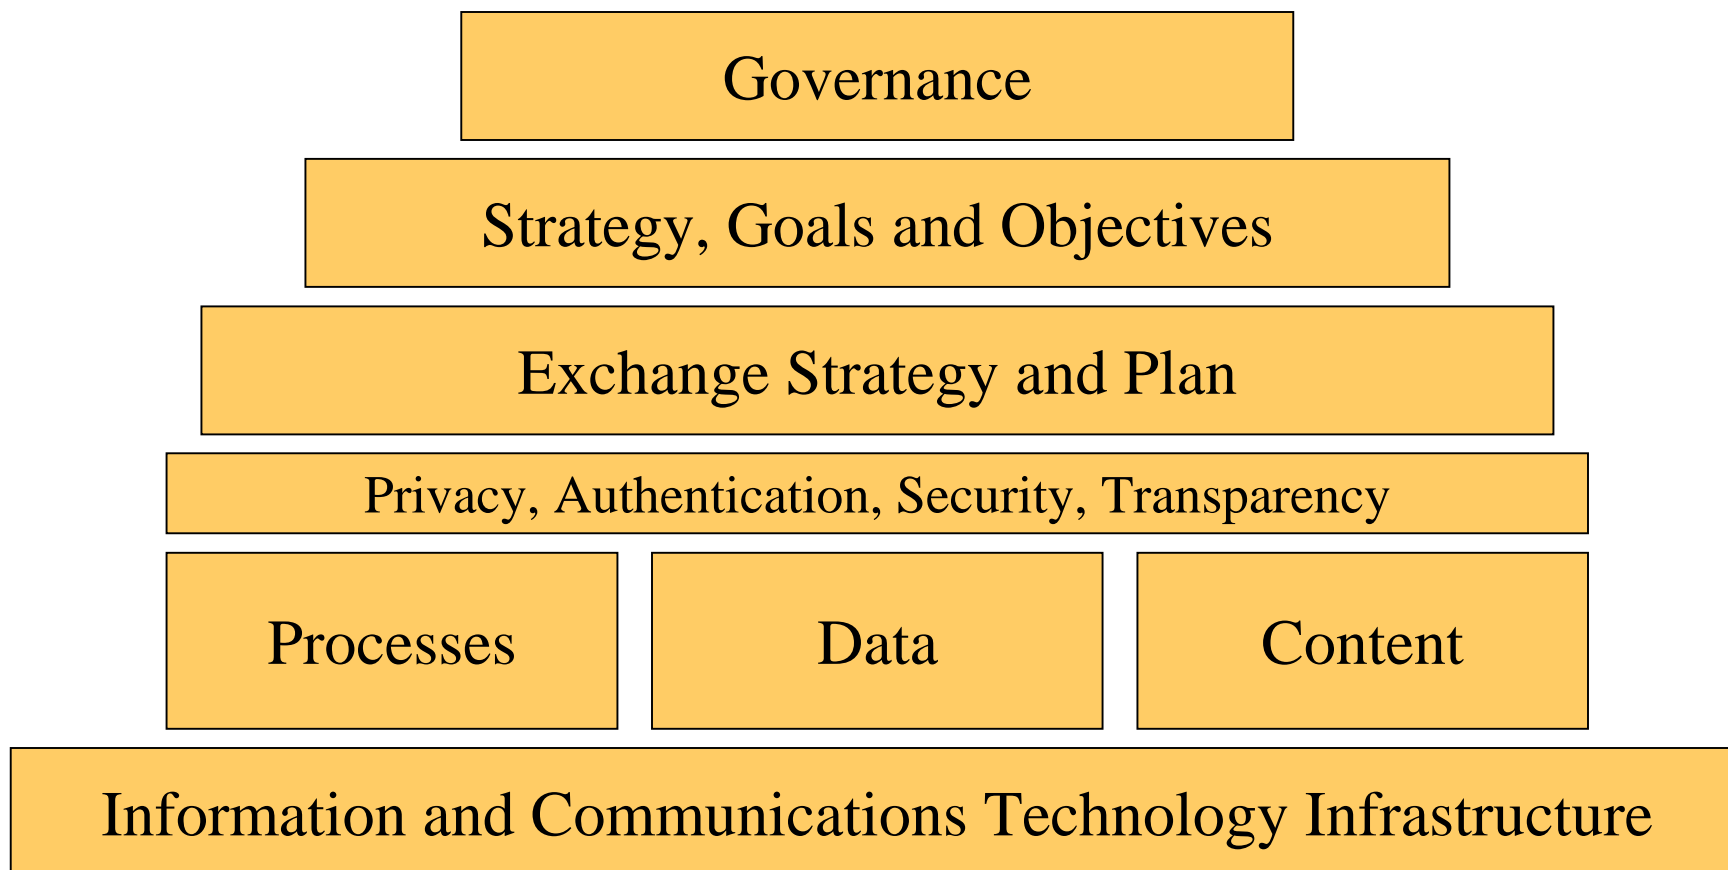 Governance
Strategy, Goals and Objectives
Exchange Strategy and Plan
Privacy, Authentication, Security, Transparency
Processes
Data
Content
Information and Communications Technology Infrastructure